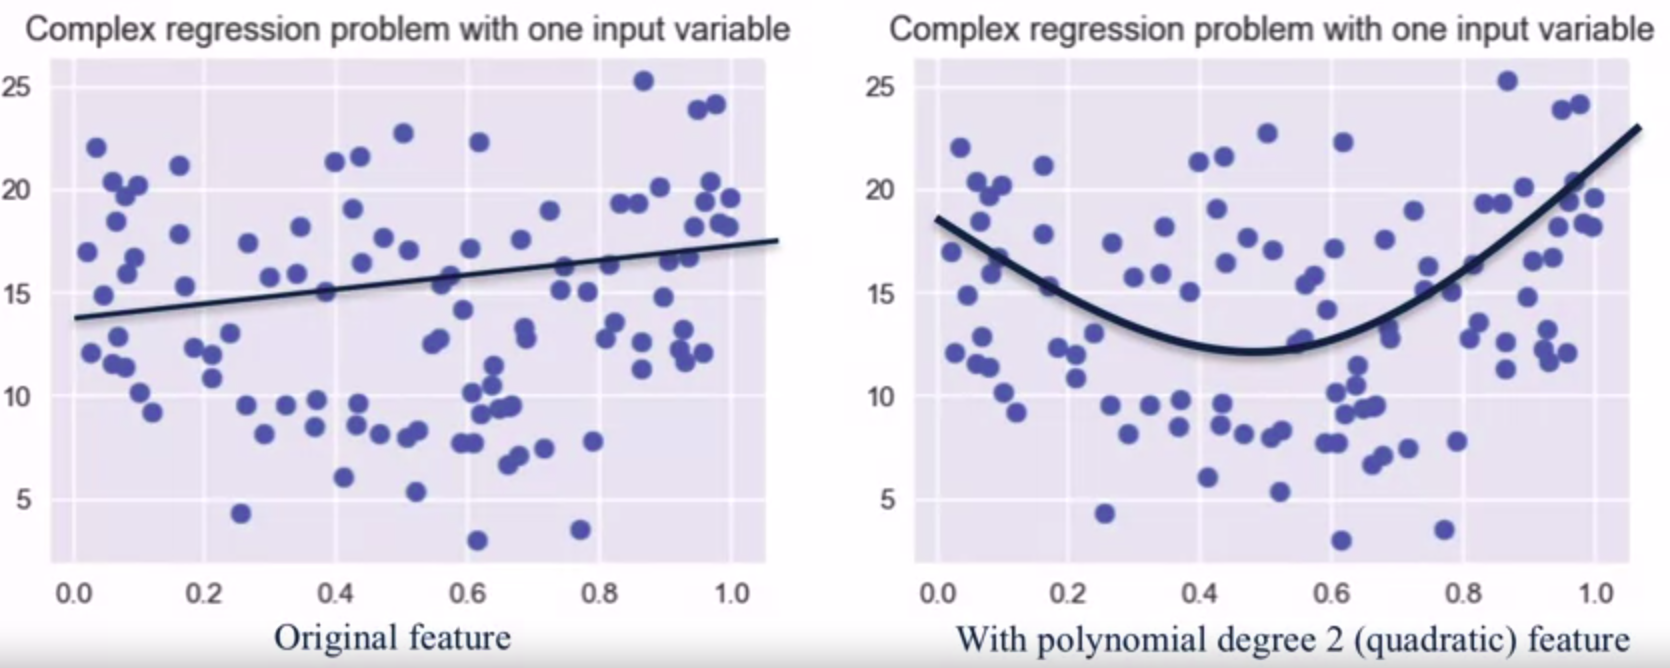 Complex regression problem with one input variable
25
20
15
10
5
0.0 0.2 0.4 0.6 0.8 1.0
Original feature
Complex regression problem with one input variable
25
20
15
10
5
0.0 0.2 0.4 0.6 0.8 1.0
With polynomial degree 2 (quadratic) feature